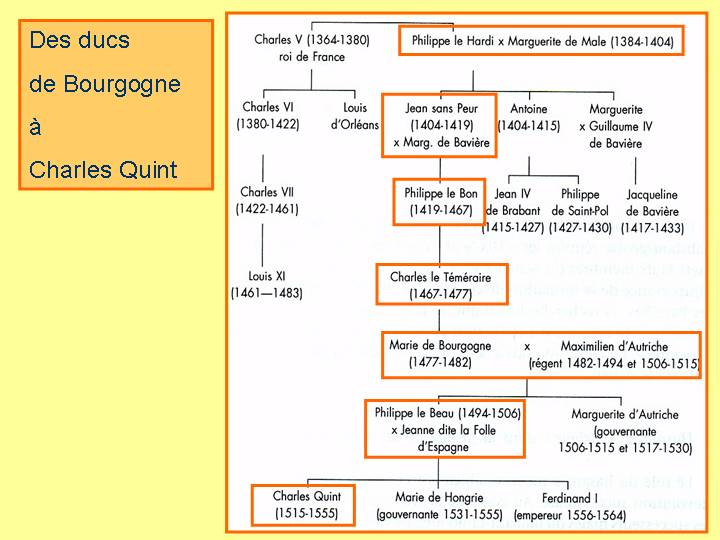 Des ducs
de Bourgogne
à
Charles Quint
Charles V (1364-1380)
roi de France
Philippe le Hardi x Marguerite de Male (1384-1404)
Charles VI
(1380-1422)
Louis
d'Orléans
Jean sans Peur
(1404-1419)
x Marg. de Bavière
Antoine
(1404-1415)
Marguerite
x Guillaume IV
de Bavière
Charles VII
(1422-1461)
Philippe le Bon
(1419-1467)
Jean IV
de Brabant
(1415-1427)
Philippe
de Saint-Pol
(1427-1430)
Jacqueline
de Bavière
(1417-1433)
Louis XI
(1461—1483)
Charles le Téméraire
(1467-1477)
Marie de Bourgogne
(1477-1482)
x
Maximilien d'Autriche
(régent 1482-1494 et 1506-1515)
Philippe le Beau (1494-1506)
x Jeanne dite la Folle
d'Espagne
Marguerite d'Autriche
(gouvernante
1506-1515 et 1517-1530)
Charles Quint
(1515-1555)
Marie de Hongrie
(gouvernante 1531-1555)
Ferdinand I
(empereur 1556-1564)